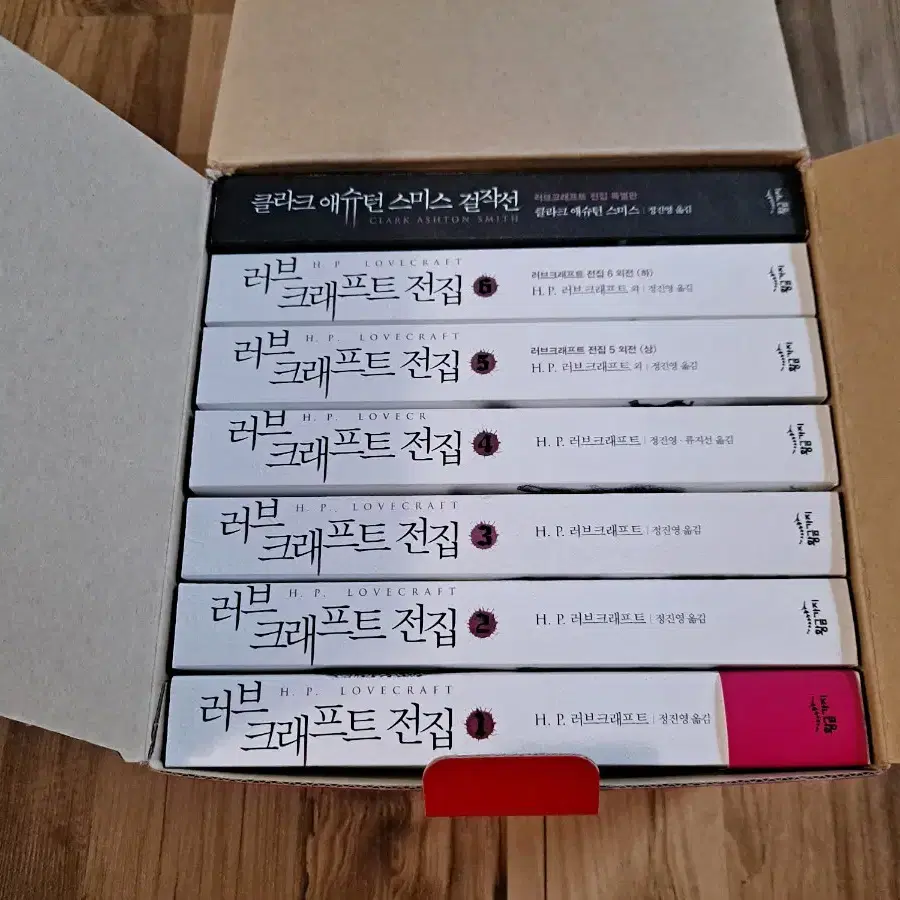 클라크 애슈턴 스미스 걸작선
CLARK ASHTON SMITH
러브크래프트 전집 특별판
클라크 애슈턴 스미스 | 정진영 옮김
러브 H. P. LOVECRAFT
크래프트 전집 6
러브크래프트 전집 6 외전 (하)
H. P. 러브크래프트 외 | 정진영 옮김
러브 H. P. LOVECRAFT
크래프트 전집 5
러브크래프트 전집 5 외전 (상)
H. P. 러브크래프트 외 | 정진영 옮김
러브 H. P. LOVECR
크래프트 전집 4
H. P. 러브크래프트 | 정진영·류지선 옮김
러브 H. P. LOVECRAFT
크래프트 전집 3
H. P. 러브크래프트 | 정진영 옮김
러브 H. P. LOVECRAFT
크래프트 전집 2
H. P. 러브크래프트 | 정진영 옮김
러브 H. P. LOVECRAFT
크래프트 전집 1
H. P. 러브크래프트 | 정진영 옮김